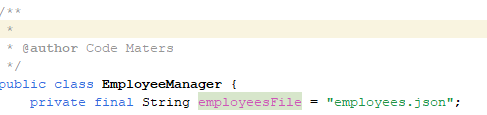 /**
 *
 * @author Code Maters
 */
public class EmployeeManager {
    private final String employeesFile = "employees.json";